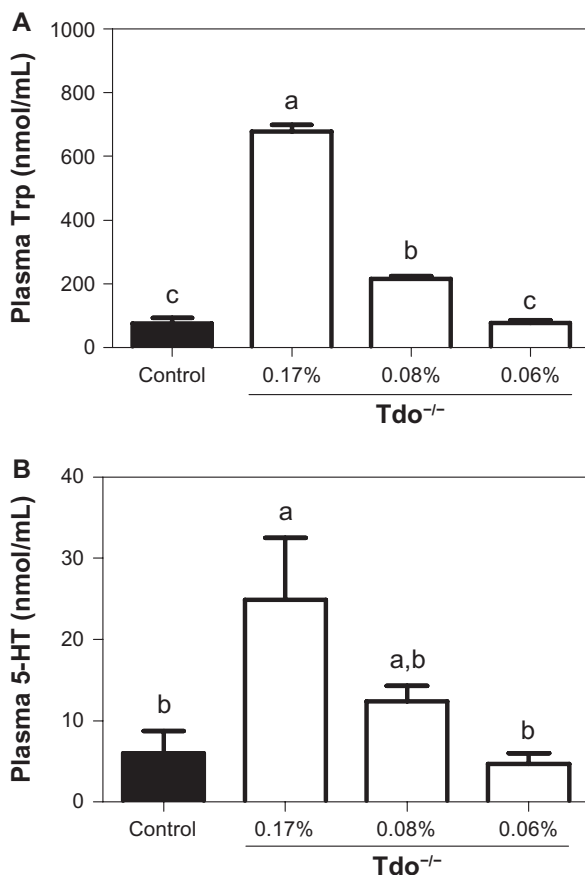 A
Plasma Trp (nmol/mL)
1000
800
600
400
200
0
c
a
b
c
Control
0.17%
0.08%
0.06%
Tdo−/−
B
Plasma 5-HT (nmol/mL)
40
30
20
10
0
b
a
a,b
b
Control
0.17%
0.08%
0.06%
Tdo−/−